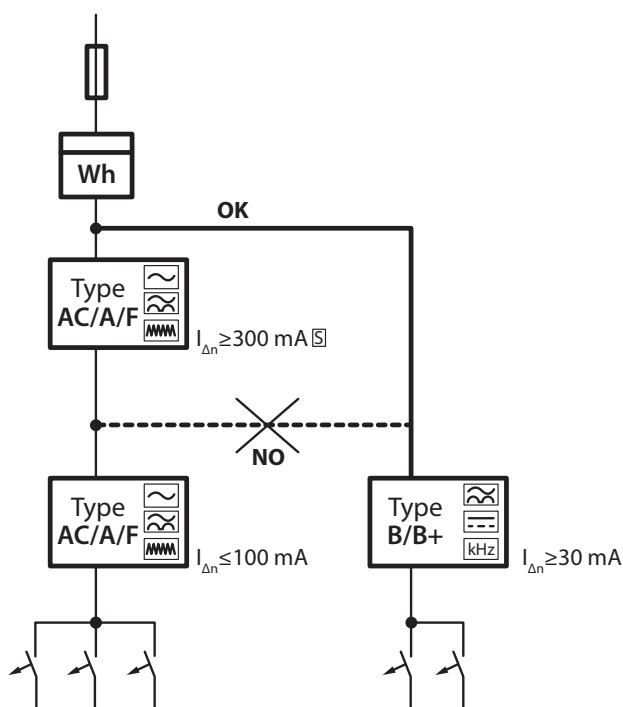 Wh
OK
Type
AC/A/F
IΔn≥300 mA S
NO
Type
AC/A/F
IΔn≤100 mA
Type
B/B+
kHz
IΔn≥30 mA